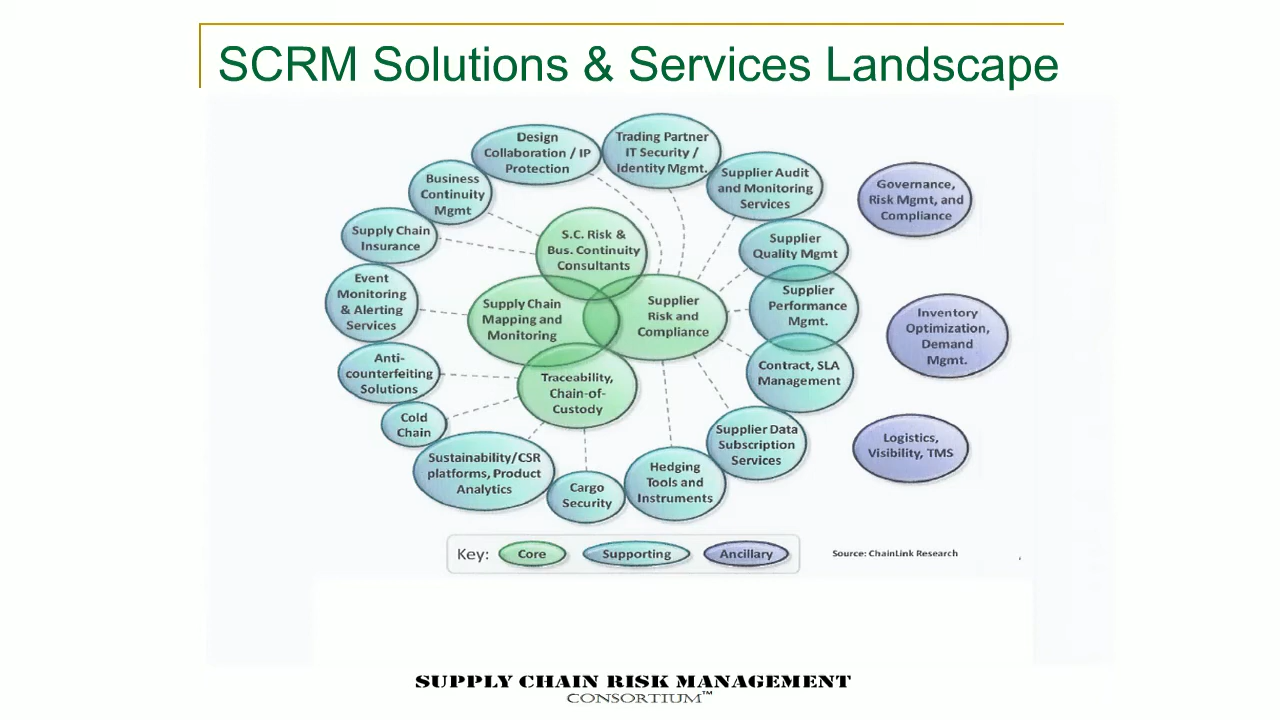 SCRM Solutions & Services Landscape
Design
Collaboration / IP
Protection
Trading Partner
IT Security /
Identity Mgmt.
Supplier Audit
and Monitoring
Services
Business
Continuity
Mgmt
Governance,
Risk Mgmt, and
Compliance
Supply Chain
Insurance
S.C. Risk &
Bus. Continuity
Consultants
Supplier
Quality Mgmt
Event
Monitoring
& Alerting
Services
Supply Chain
Mapping and
Monitoring
Supplier
Risk and
Compliance
Supplier
Performance
Mgmt.
Inventory
Optimization,
Demand
Mgmt.
Anti-
counterfeiting
Solutions
Traceability,
Chain-of-
Custody
Contract, SLA
Management
Cold
Chain
Supplier Data
Subscription
Services
Logistics,
Visibility, TMS
Sustainability/CSR
platforms, Product
Analytics
Cargo
Security
Hedging
Tools and
Instruments
Key: Core Supporting Ancillary
Source: ChainLink Research
SUPPLY CHAIN RISK MANAGEMENT
CONSORTIUM™